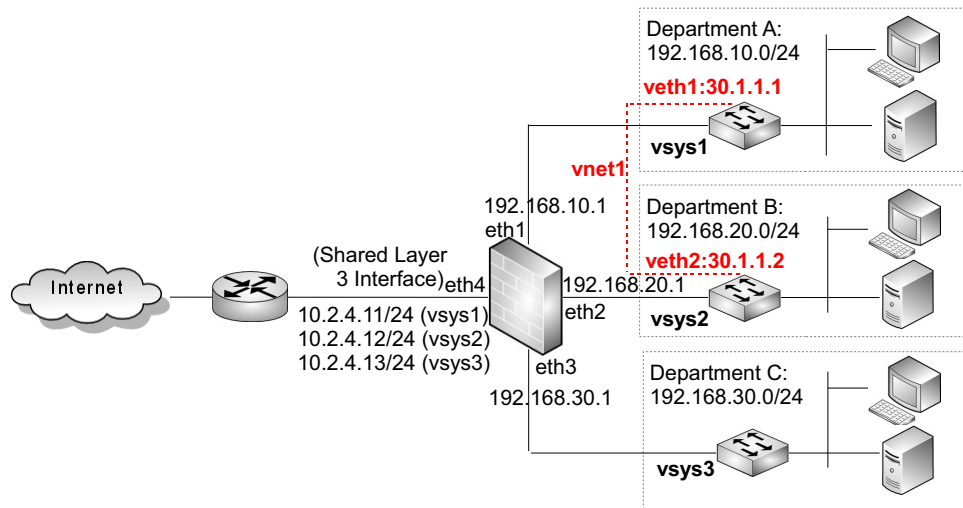 Department A:
192.168.10.0/24
veth1:30.1.1.1
vsys1
vnet1
192.168.10.1
eth1
Department B:
192.168.20.0/24
veth2:30.1.1.2
(Shared Layer
3 Interface)
eth4
192.168.20.1
Internet
10.2.4.11/24 (vsys1)
eth2
vsys2
10.2.4.12/24 (vsys2)
10.2.4.13/24 (vsys3)
eth3
192.168.30.1
Department C:
192.168.30.0/24
vsys3